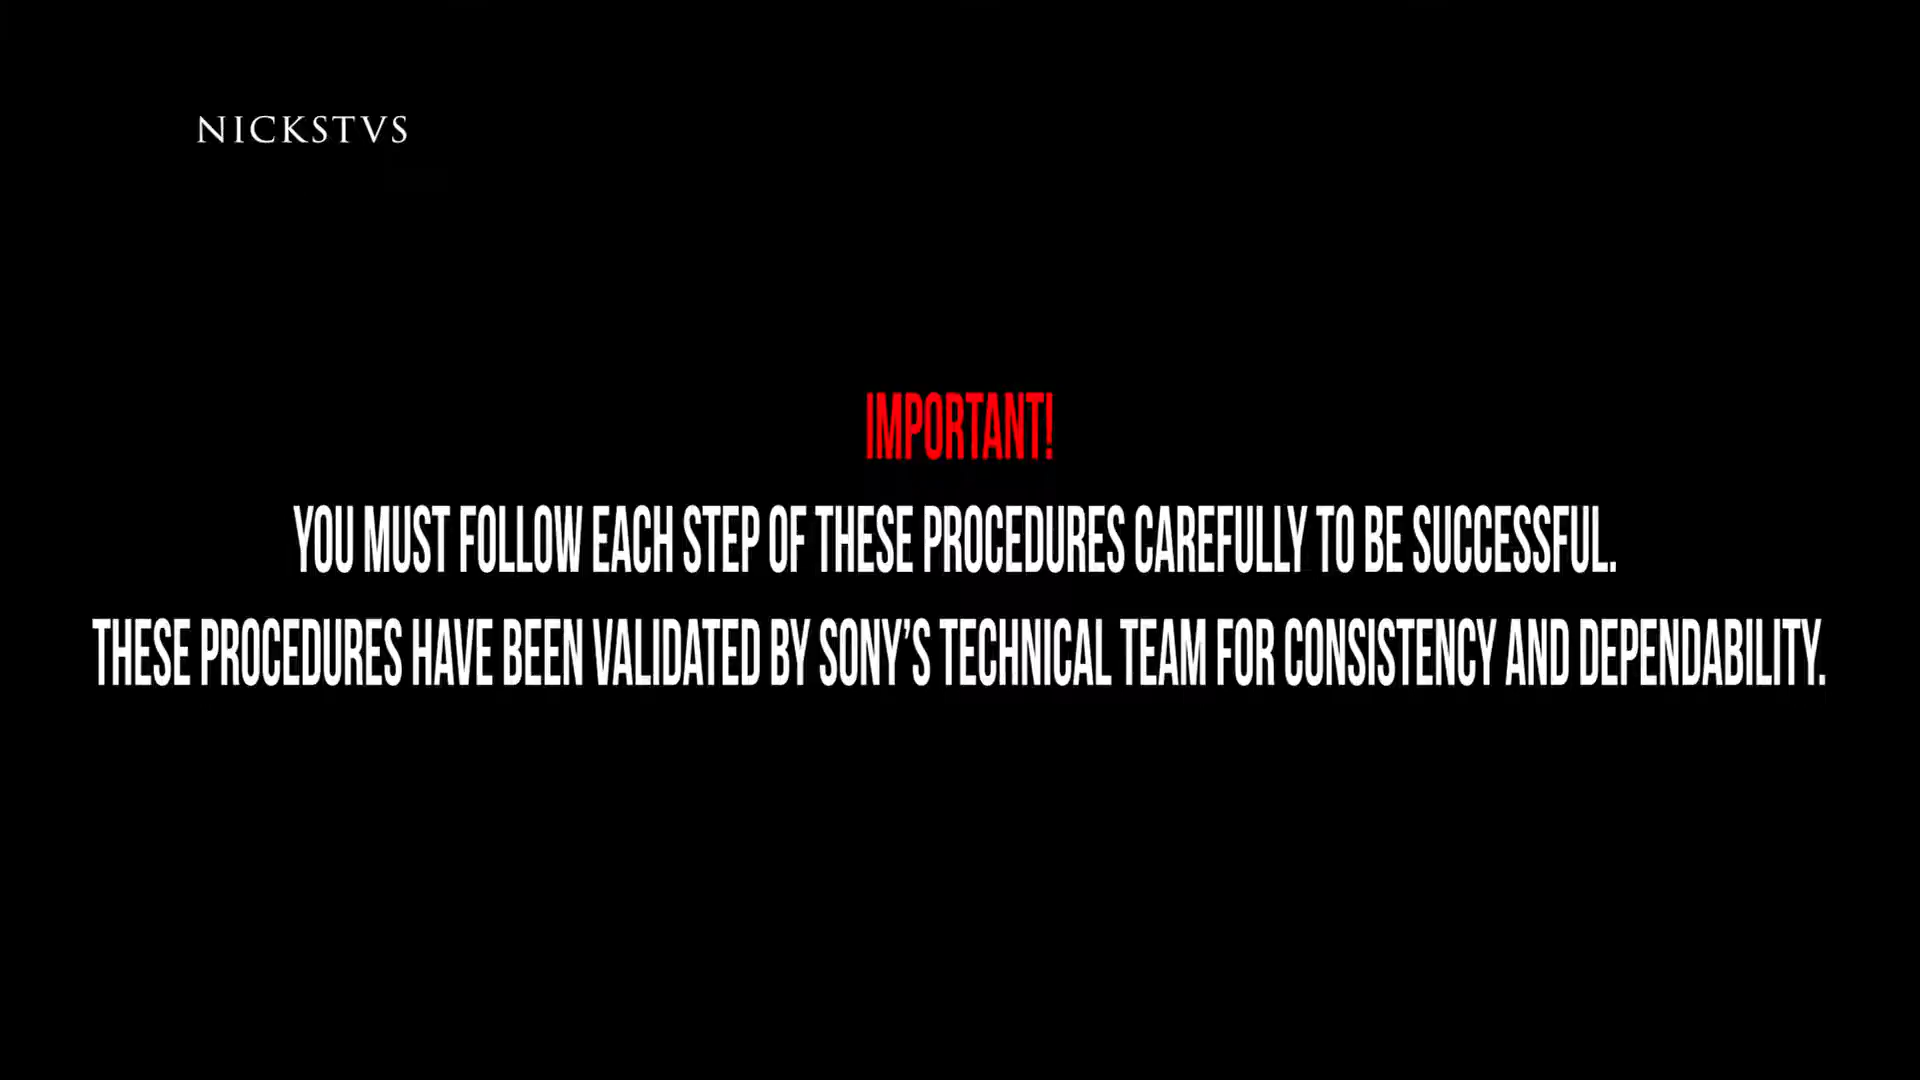 NICKSTVS
IMPORTANT!
YOU MUST FOLLOW EACH STEP OF THESE PROCEDURES CAREFULLY TO BE SUCCESSFUL.
THESE PROCEDURES HAVE BEEN VALIDATED BY SONY’S TECHNICAL TEAM FOR CONSISTENCY AND DEPENDABILITY.